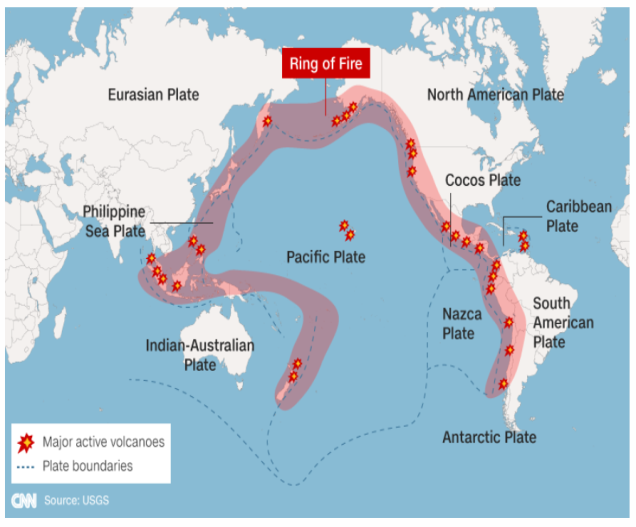 Ring of Fire
Eurasian Plate
North American Plate
Cocos Plate
Caribbean
Plate
Philippine
Sea Plate
Pacific Plate
Nazca
Plate
South
American
Plate
Indian-Australian
Plate
Antarctic Plate
Major active volcanoes
Plate boundaries
CNN Source: USGS